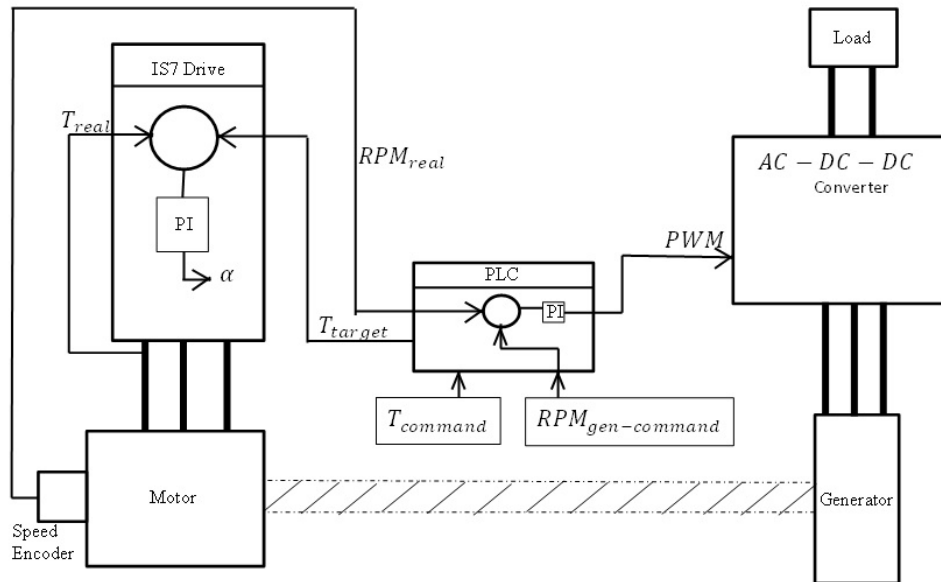 Load
IS7 Drive
T_real
RPM_real
AC - DC - DC
Converter
PI
α
PWM
PLC
PI
T_target
T_command
RPM_gen-command
Motor
Generator
Speed
Encoder